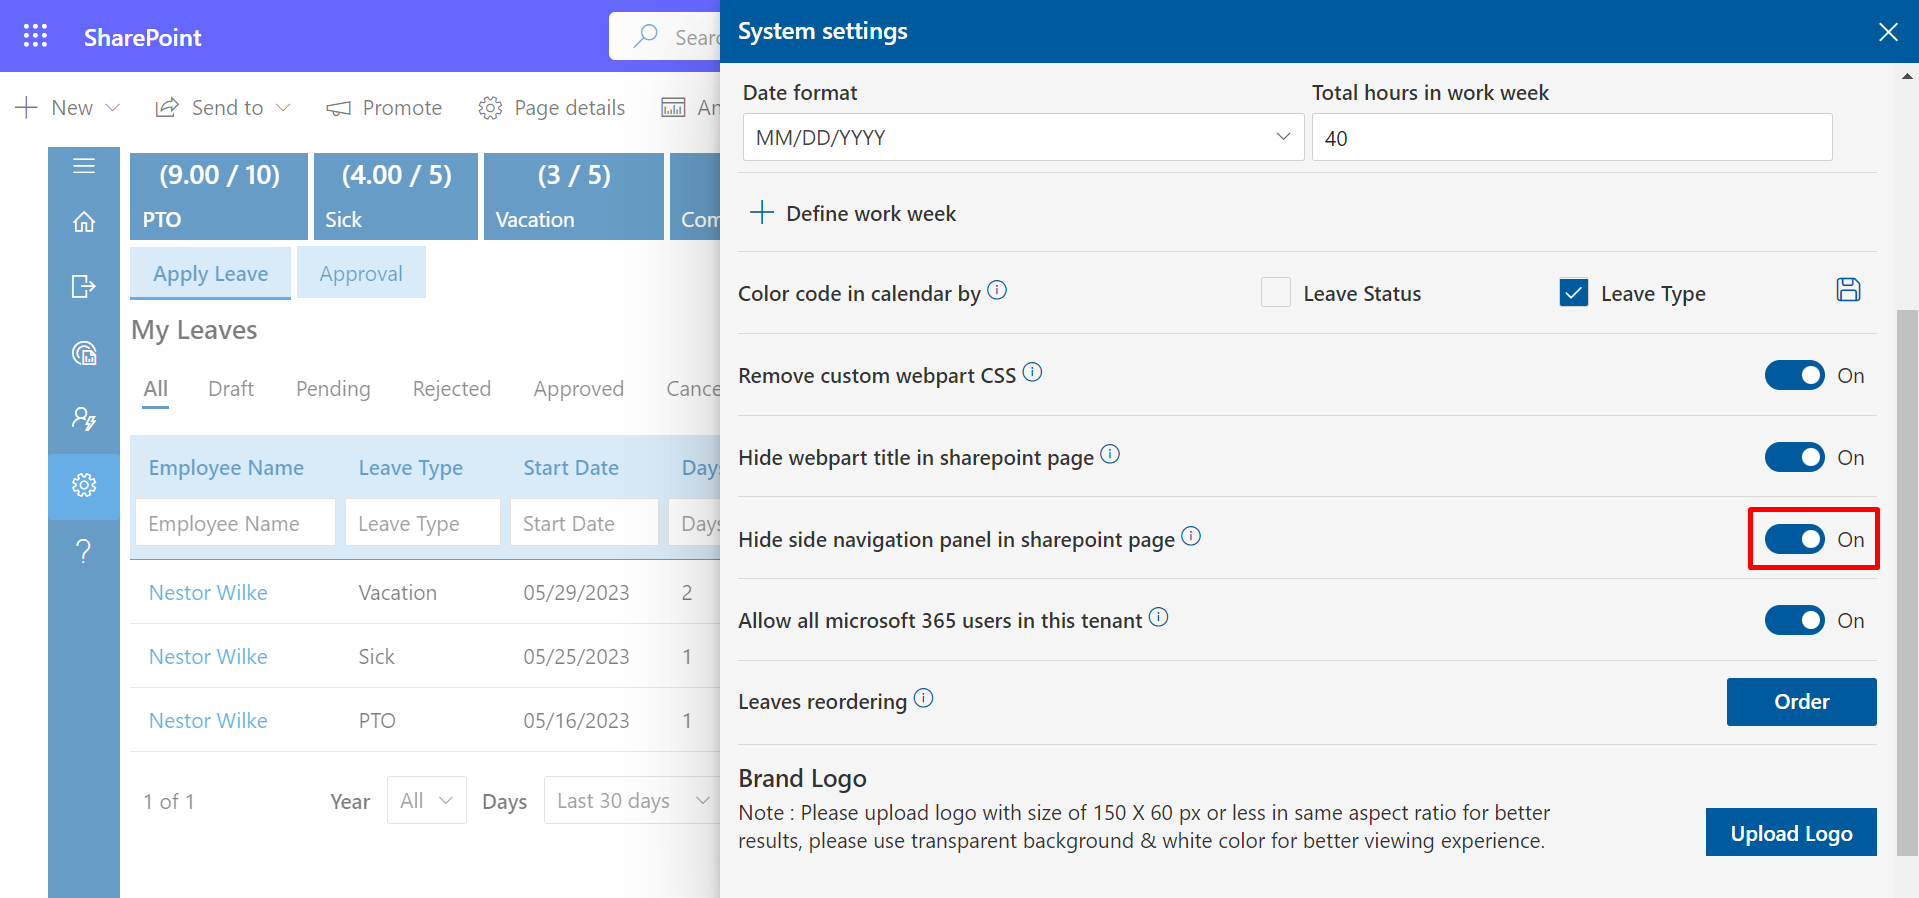 SharePoint
Sear
System settings
New
Send to
Promote
Page details
An
Date format
Total hours in work week
MM/DD/YYYY
40
(9.00 / 10)
PTO
(4.00 / 5)
Sick
(3 / 5)
Vacation
Com
Define work week
Apply Leave
Approval
Color code in calendar by
Leave Status
Leave Type
My Leaves
All
Draft
Pending
Rejected
Approved
Cance
Remove custom webpart CSS
On
Hide webpart title in sharepoint page
On
Employee Name
Leave Type
Start Date
Days
Employee Name
Leave Type
Start Date
Days
Hide side navigation panel in sharepoint page
On
Nestor Wilke
Vacation
05/29/2023
2
Allow all microsoft 365 users in this tenant
On
Nestor Wilke
Sick
05/25/2023
1
Leaves reordering
Order
Nestor Wilke
PTO
05/16/2023
1
1 of 1
Year
All
Days
Last 30 days
Brand Logo
Note : Please upload logo with size of 150 X 60 px or less in same aspect ratio for better
results, please use transparent background & white color for better viewing experience.
Upload Logo